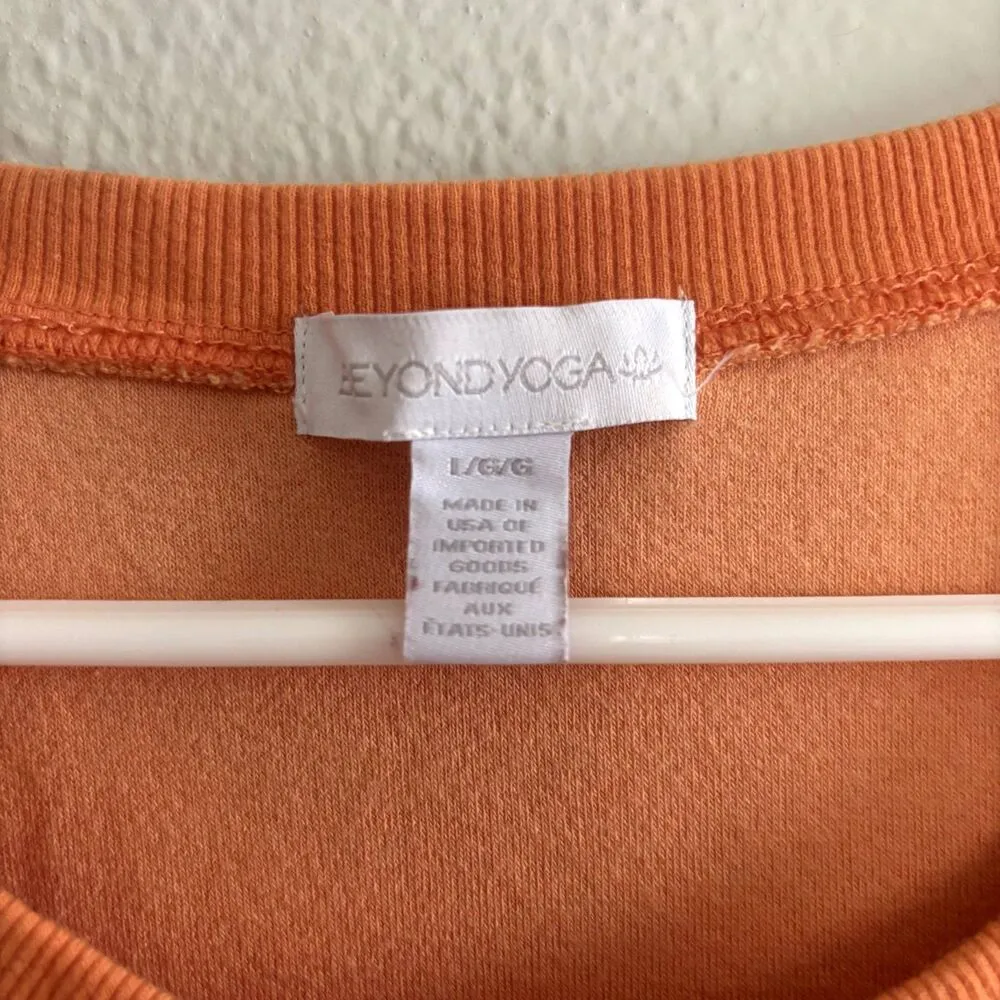 BEYOND YOGA
L/G/G
MADE IN
USA OF
IMPORTED
GOODS
FABRIQUÉ
AUX
ÉTATS-UNIS